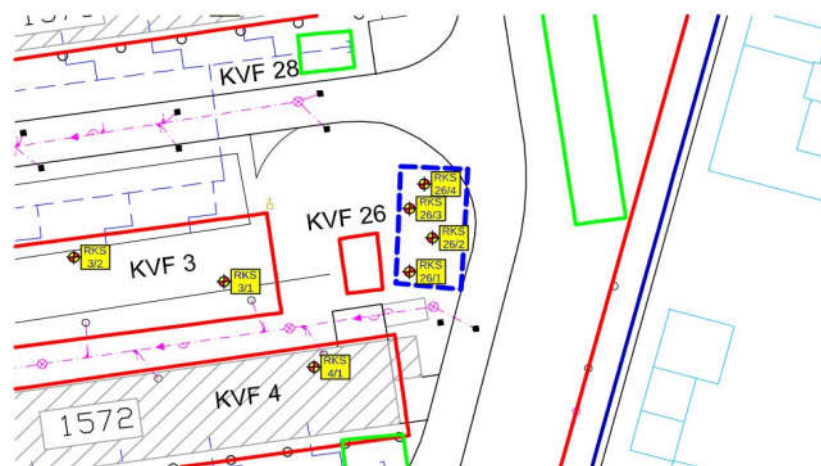 KVF 28
RKS
26/4
RKS
26/3
KVF 26
RKS
26/2
RKS
3/2
KVF 3
RKS
26/1
RKS
3/1
RKS
4/1
KVF 4
1572